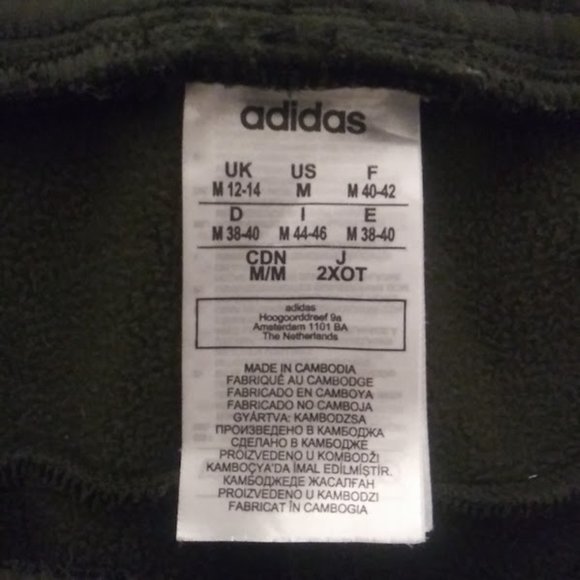 adidas
UK US F
M 12-14 M M 40-42
D I E
M 38-40 M 44-46 M 38-40
CDN J
M/M 2XOT
adidas
Hoogoorddreef 9a
Amsterdam 1101 BA
The Netherlands
MADE IN CAMBODIA
FABRIQUÉ AU CAMBODGE
FABRICADO EN CAMBOYA
FABRICADO NO CAMBOJA
GYÁRTVA: KAMBODZSA
ПРОИЗВЕДЕНО В КАМБОДЖА
СДЕЛАНО В КАМБОДЖЕ
PROIZVEDENO U KOMBODŽI
KAMBOÇYA'DA İMAL EDİLMİŞTİR.
КАМБОДЖЕДЕ ЖАСАЛҒАН
PROIZVEDENO U KAMBODZI
FABRICAT ÎN CAMBOGIA